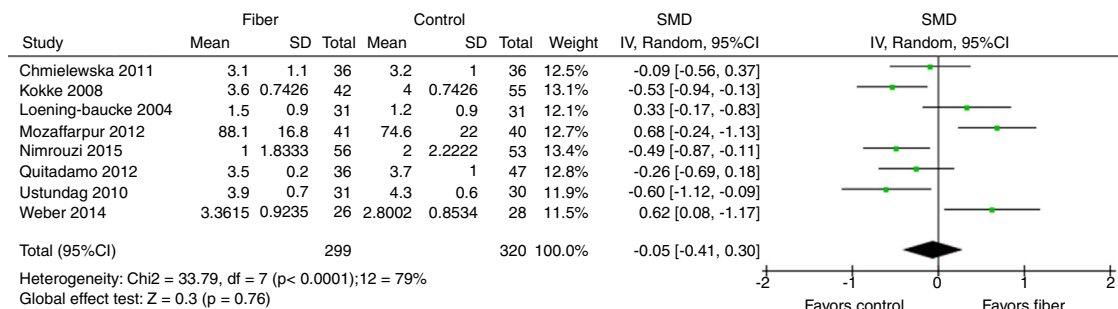 Fiber Control SMD SMD
Study Mean SD Total Mean SD Total Weight IV, Random, 95%CI IV, Random, 95%CI
Chmielewska 2011 3.1 1.1 36 3.2 1 36 12.5% -0.09 [-0.56, 0.37]
Kokke 2008 3.6 0.7426 42 4 0.7426 55 13.1% -0.53 [-0.94, -0.13]
Loening-baucke 2004 1.5 0.9 31 1.2 0.9 31 12.1% 0.33 [-0.17, -0.83]
Mozaffarpur 2012 88.1 16.8 41 74.6 22 40 12.7% 0.68 [-0.24, -1.13]
Nimrouzi 2015 1 1.8333 56 2 2.2222 53 13.4% -0.49 [-0.87, -0.11]
Quitadamo 2012 3.5 0.2 36 3.7 1 47 12.8% -0.26 [-0.69, 0.18]
Ustundag 2010 3.9 0.7 31 4.3 0.6 30 11.9% -0.60 [-1.12, -0.09]
Weber 2014 3.3615 0.9235 26 2.8002 0.8534 28 11.5% 0.62 [0.08, -1.17]
Total (95%CI) 299 320 100.0% -0.05 [-0.41, 0.30]
Heterogeneity: Chi2 = 33.79, df = 7 (p< 0.0001);12 = 79%
Global effect test: Z = 0.3 (p = 0.76)
-2 -1 0 1 2
Favors control Favors fiber